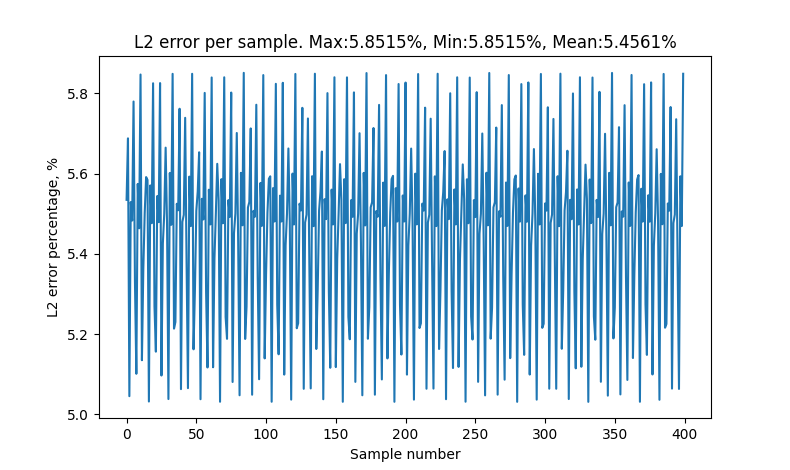 L2 error per sample. Max:5.8515%, Min:5.8515%, Mean:5.4561%
L2 error percentage, %
5.8
5.6
5.4
5.2
5.0
0 50 100 150 200 250 300 350 400
Sample number